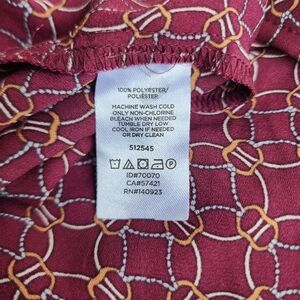 100% POLYESTER/
POLIÉSTER
MACHINE WASH COLD
ONLY NON-CHLORINE
BLEACH WHEN NEEDED
TUMBLE DRY LOW
COOL IRON IF NEEDED
OR DRY CLEAN
512545
ID#70070
CA#57421
RN#140923